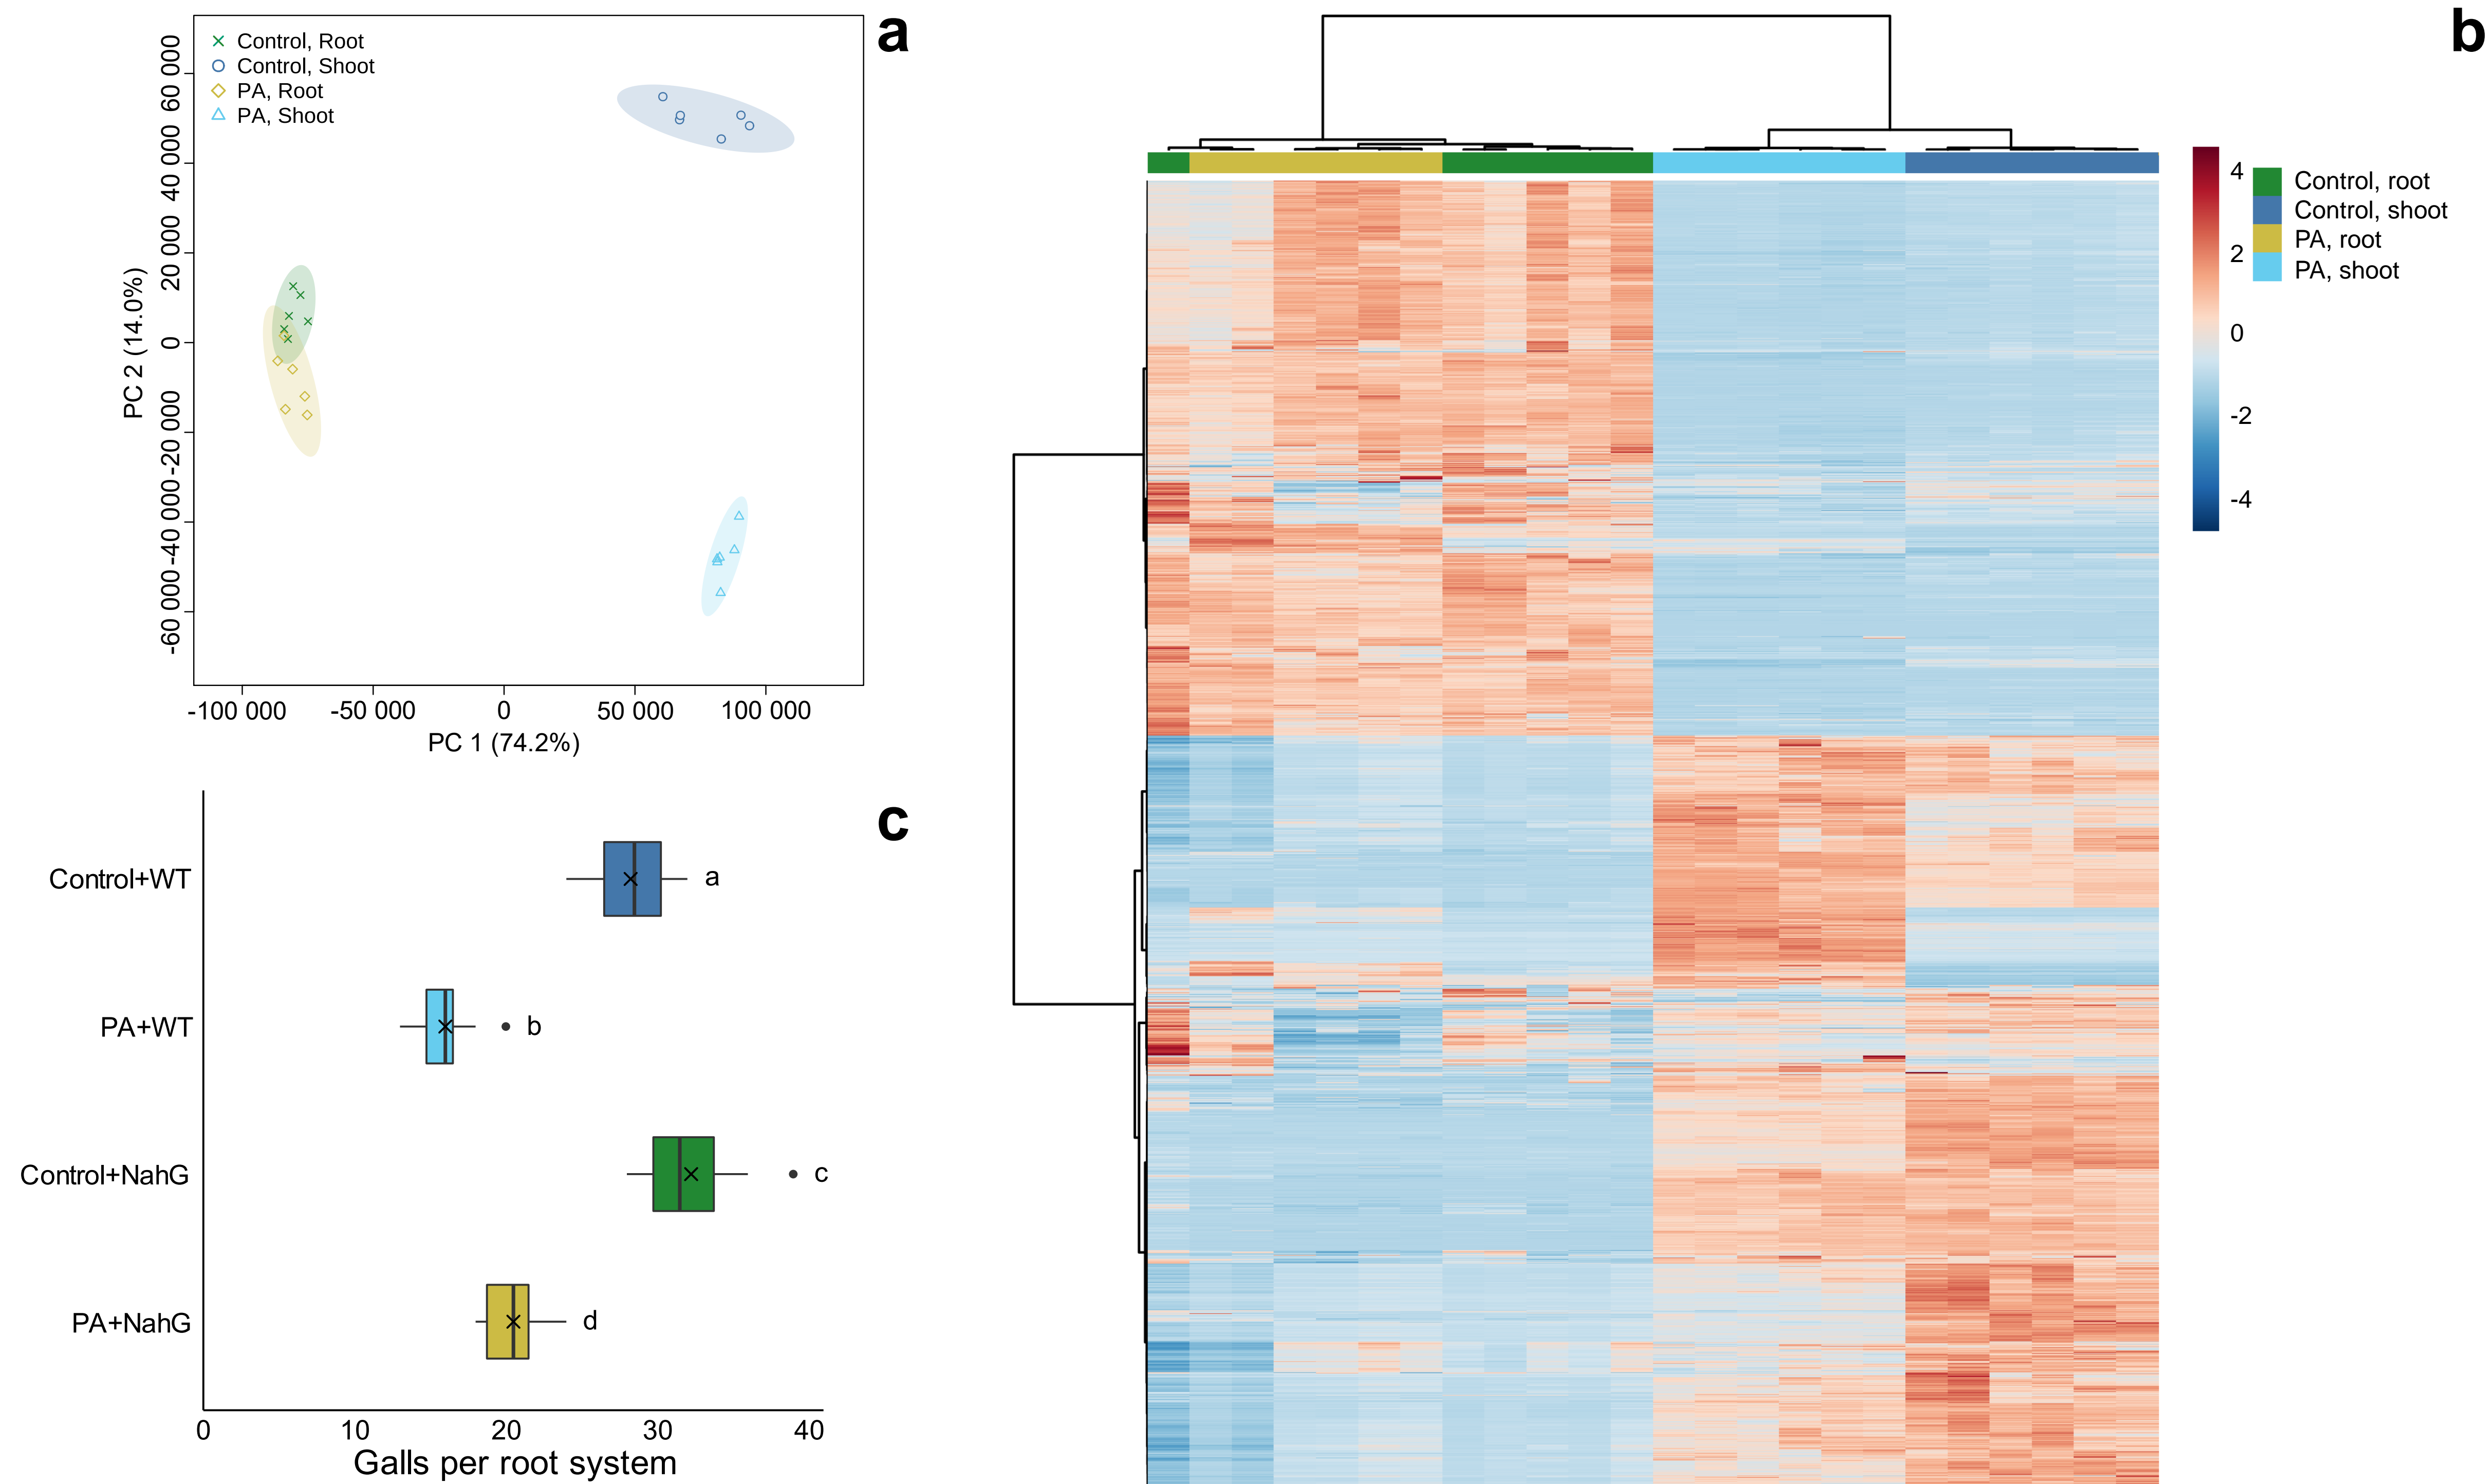 a
Control, Root
Control, Shoot
PA, Root
PA, Shoot
60 000
40 000
20 000
0
-20 000
-40 000
-60 000
PC 2 (14.0%)
-100 000 -50 000 0 50 000 100 000
PC 1 (74.2%)
b
4
2
0
-2
-4
Control, root
Control, shoot
PA, root
PA, shoot
c
Control+WT a
PA+WT b
Control+NahG c
PA+NahG d
0 10 20 30 40
Galls per root system